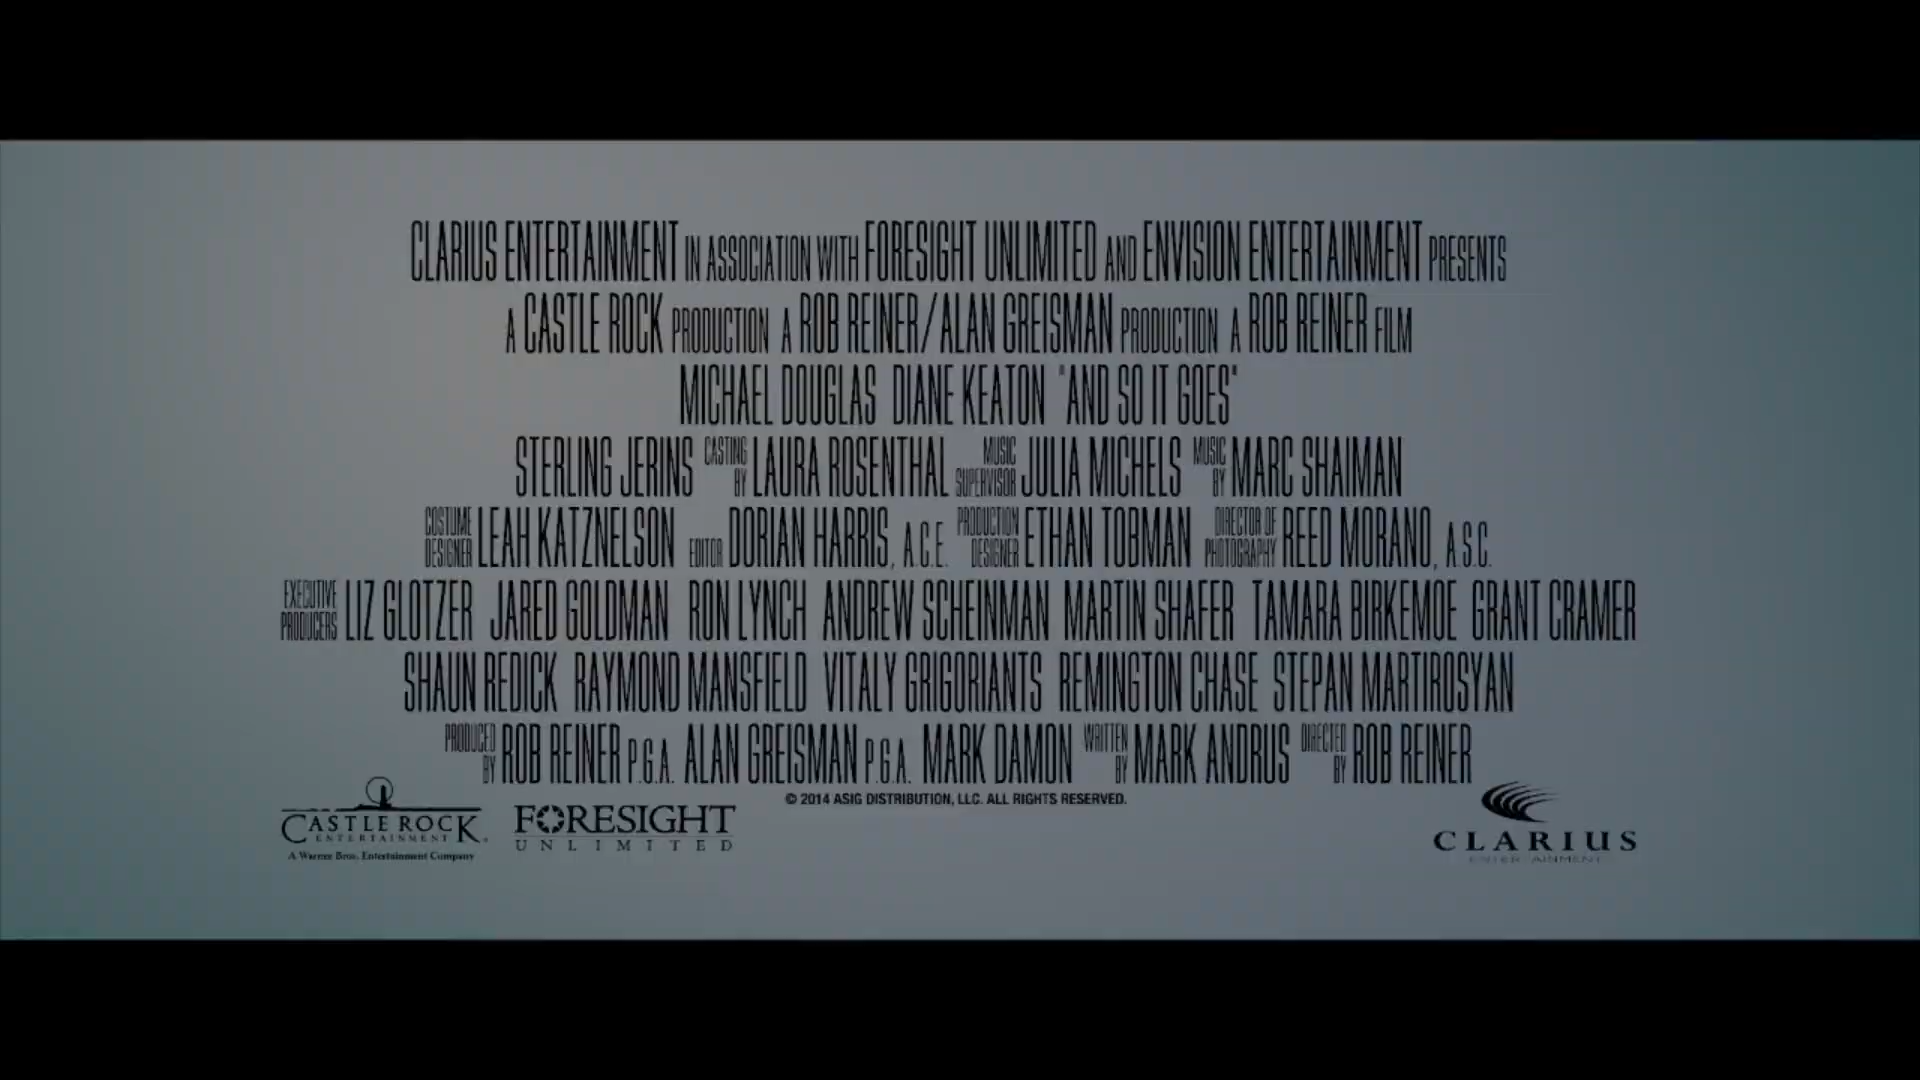 CLARIUS ENTERTAINMENT IN ASSOCIATION WITH FORESIGHT UNLIMITED AND ENVISION ENTERTAINMENT PRESENTS
A CASTLE ROCK PRODUCTION A ROB REINER/ALAN GREISMAN PRODUCTION A ROB REINER FILM
MICHAEL DOUGLAS DIANE KEATON "AND SO IT GOES"
STERLING JERINS CASTING BY LAURA ROSENTHAL MUSIC SUPERVISOR JULIA MICHELS MUSIC BY MARC SHAIMAN
COSTUME DESIGNER LEAH KATZNELSON EDITOR DORIAN HARRIS, A.C.E. PRODUCTION DESIGNER ETHAN TOBMAN DIRECTOR OF PHOTOGRAPHY REED MORANO, A.S.C.
EXECUTIVE PRODUCERS LIZ GLOTZER JARED GOLDMAN RON LYNCH ANDREW SCHEINMAN MARTIN SHAFER TAMARA BIRKEMOE GRANT CRAMER
SHAUN REDICK RAYMOND MANSFIELD VITALY GRIGORIANTS REMINGTON CHASE STEPAN MARTIROSYAN
PRODUCED BY ROB REINER P.G.A. ALAN GREISMAN P.G.A. MARK DAMON WRITTEN BY MARK ANDRUS DIRECTED BY ROB REINER
© 2014 ASIG DISTRIBUTION, LLC. ALL RIGHTS RESERVED.
CASTLE ROCK
ENTERTAINMENT
A Warner Bros. Entertainment Company
FORESIGHT
UNLIMITED
CLARIUS
ENTERTAINMENT